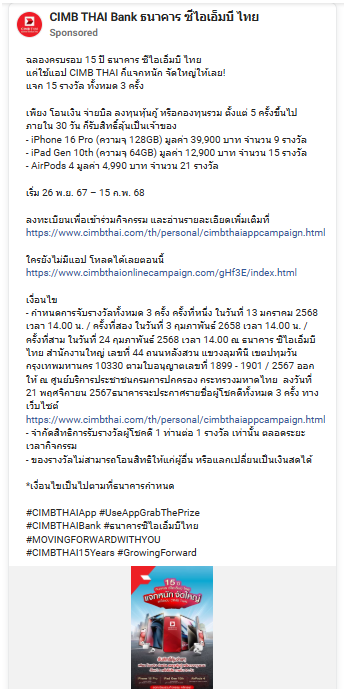 CIMB THAI Bank ธนาคาร ซีไอเอ็มบี ไทย
Sponsored
ฉลองครบรอบ 15 ปี ธนาคาร ซีไอเอ็มบี ไทย
แค่ใช้แอป CIMB THAI ก็แจกหนัก จัดใหญ่ให้เลย!
แจก 15 รางวัล ทั้งหมด 3 ครั้ง
เพียง โอนเงิน จ่ายบิล ลงทุนหุ้นกู้ หรือกองทุนรวม ตั้งแต่ 5 ครั้งขึ้นไป
ภายใน 30 วัน ก็รับสิทธิ์ลุ้นเป็นเจ้าของ
- iPhone 16 Pro (ความจุ 128GB) มูลค่า 39,900 บาท จำนวน 9 รางวัล
- iPad Gen 10th (ความจุ 64GB) มูลค่า 12,900 บาท จำนวน 15 รางวัล
- AirPods 4 มูลค่า 4,990 บาท จำนวน 21 รางวัล
เริ่ม 26 พ.ย. 67 – 15 ก.พ. 68
ลงทะเบียนเพื่อเข้าร่วมกิจกรรม และอ่านรายละเอียดเพิ่มเติมที่
https://www.cimbthai.com/th/personal/cimbthaiappcampaign.html
ใครยังไม่มีแอป โหลดได้เลยตอนนี้
https://www.cimbthaionlinecampaign.com/gHf3E/index.html
เงื่อนไข
- กำหนดการจับรางวัลทั้งหมด 3 ครั้ง ครั้งที่หนึ่ง ในวันที่ 13 มกราคม 2568
เวลา 14.00 น. / ครั้งที่สอง ในวันที่ 3 กุมภาพันธ์ 2658 เวลา 14.00 น. /
ครั้งที่สาม ในวันที่ 24 กุมภาพันธ์ 2568 เวลา 14.00 ณ ธนาคาร ซีไอเอ็มบี
ไทย สำนักงานใหญ่ เลขที่ 44 ถนนหลังสวน แขวงลุมพินี เขตปทุมวัน
กรุงเทพมหานคร 10330 ตามใบอนุญาตเลขที่ 1899 - 1901 / 2567 ออก
ให้ ณ ศูนย์บริการประชาชนกรมการปกครอง กระทรวงมหาดไทย ลงวันที่
21 พฤศจิกายน 2567ธนาคารจะประกาศรายชื่อผู้โชคดีทั้งหมด 3 ครั้ง ทาง
เว็บไซต์
https://www.cimbthai.com/th/personal/cimbthaiappcampaign.html
- จำกัดสิทธิการรับรางวัลผู้โชคดี 1 ท่านต่อ 1 รางวัล เท่านั้น ตลอดระยะ
เวลากิจกรรม
- ของรางวัลไม่สามารถโอนสิทธิให้แก่ผู้อื่น หรือแลกเปลี่ยนเป็นเงินสดได้
*เงื่อนไขเป็นไปตามที่ธนาคารกำหนด
#CIMBTHAIApp #UseAppGrabThePrize
#CIMBTHAIBank #ธนาคารซีไอเอ็มบีไทย
#MOVINGFORWARDWITHYOU
#CIMBTHAI15Years #GrowingForward
15 ปี
แจกหนัก จัดใหญ่